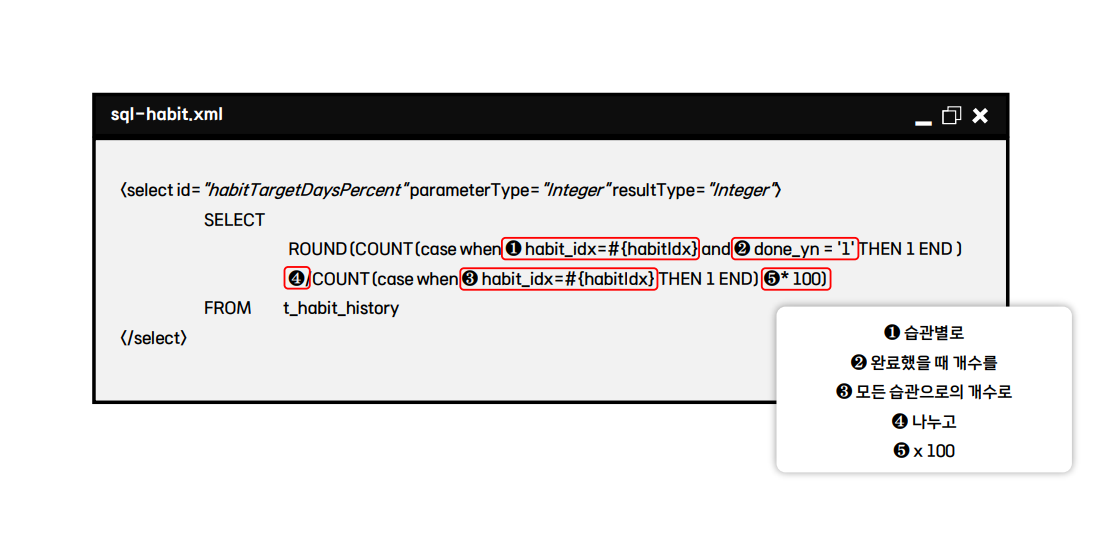 sql-habit.xml
<select id="habitTargetDaysPercent" parameterType="Integer" resultType="Integer">
SELECT
ROUND (COUNT (case when ❶ habit_idx=#{habitIdx} and ❷ done_yn = '1' THEN 1 END )
❹ / COUNT (case when ❸ habit_idx=#{habitIdx} THEN 1 END) ❺ * 100)
FROM t_habit_history
</select>
❶ 습관별로
❷ 완료했을 때 개수를
❸ 모든 습관으로의 개수로
❹ 나누고
❺ x 100